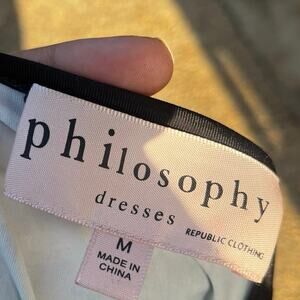 philosophy
dresses
REPUBLIC CLOTHING
M
MADE IN
CHINA